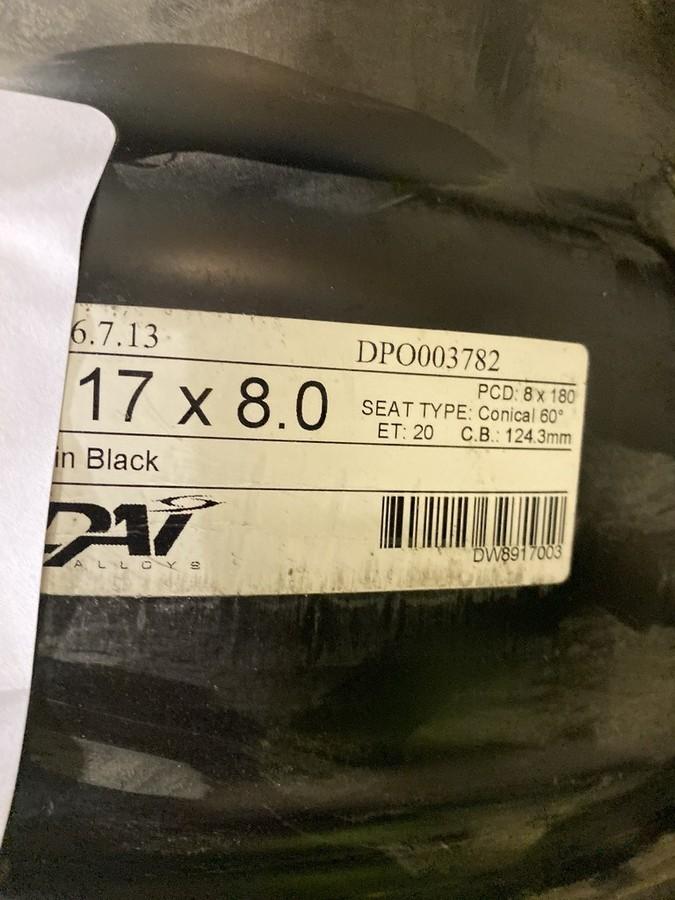 6.7.13
DPO003782
17 x 8.0
PCD: 8 x 180
SEAT TYPE: Conical 60°
ET: 20 C.B.: 124.3mm
in Black
DAI
ALLOYS
DW8917003